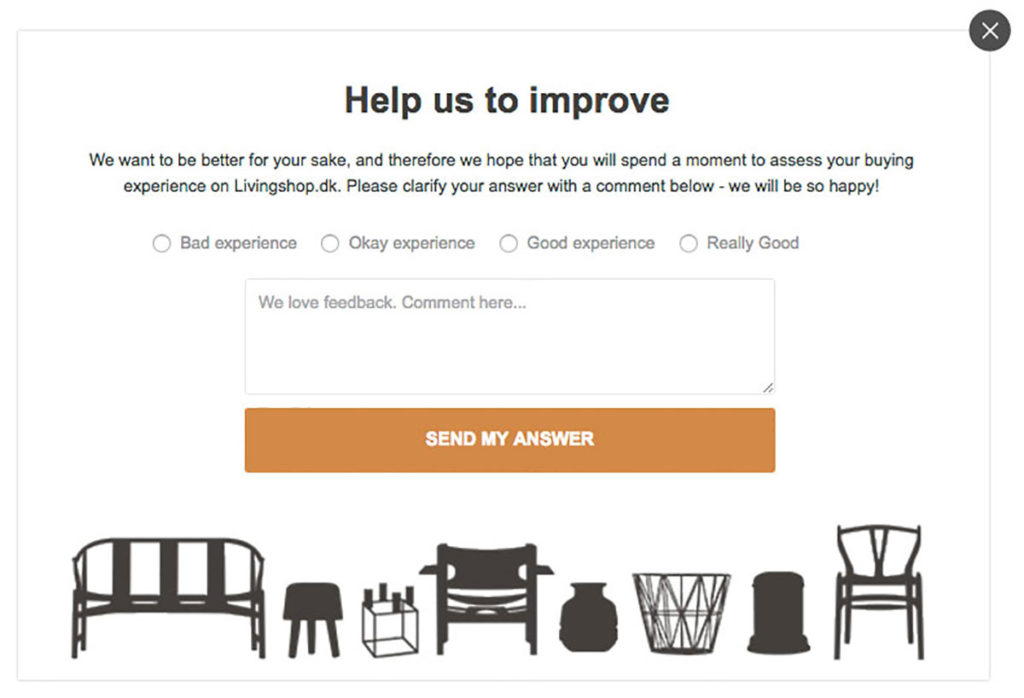 Help us to improve
We want to be better for your sake, and therefore we hope that you will spend a moment to assess your buying
experience on Livingshop.dk. Please clarify your answer with a comment below - we will be so happy!
Bad experience Okay experience Good experience Really Good
We love feedback. Comment here...
SEND MY ANSWER